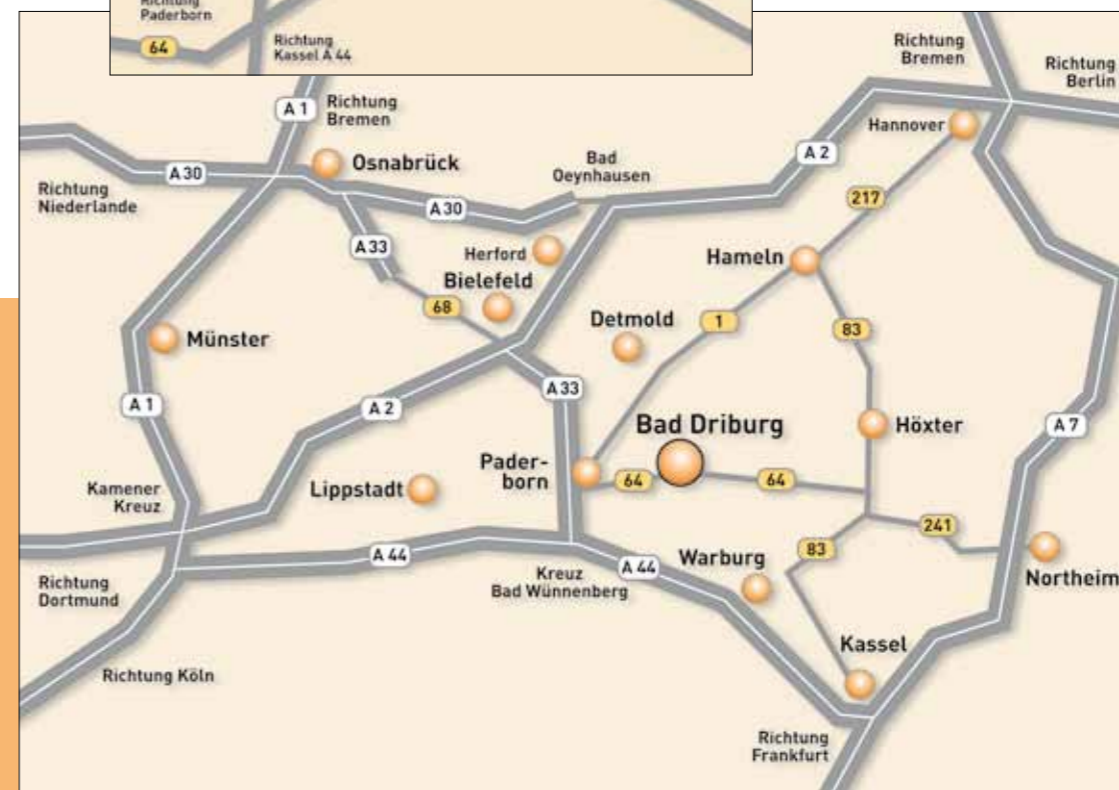 Richtung
Paderborn
64
Richtung
Kassel A 44
Richtung
Bremen
Richtung
Berlin
A 1
Richtung
Bremen
Hannover
A 2
Osnabrück
Bad
Oeynhausen
A 30
Richtung
Niederlande
217
A 30
A 33
Herford
Hameln
Bielefeld
68
Detmold
1
83
Münster
A 33
A 1
A 2
Bad Driburg
Höxter
A 7
Pader-
born
64
64
Kamener
Kreuz
Lippstadt
241
A 44
Warburg
83
Kreuz
Bad Wünnenberg
A 44
Richtung
Dortmund
Northeim
Kassel
Richtung Köln
Richtung
Frankfurt